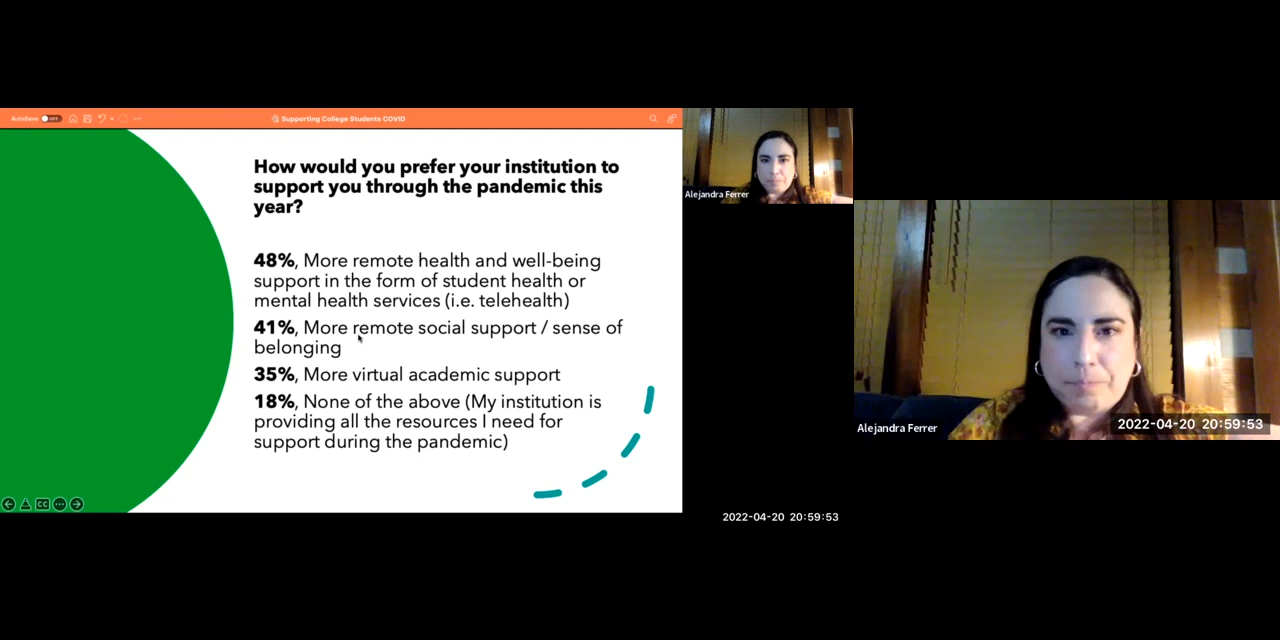 AutoSave OFF
Supporting College Students COVID
How would you prefer your institution to
support you through the pandemic this
year?
48%, More remote health and well-being
support in the form of student health or
mental health services (i.e. telehealth)
41%, More remote social support / sense of
belonging
35%, More virtual academic support
18%, None of the above (My institution is
providing all the resources I need for
support during the pandemic)
CC
Alejandra Ferrer
2022-04-20 20:59:53
Alejandra Ferrer
2022-04-20 20:59:53